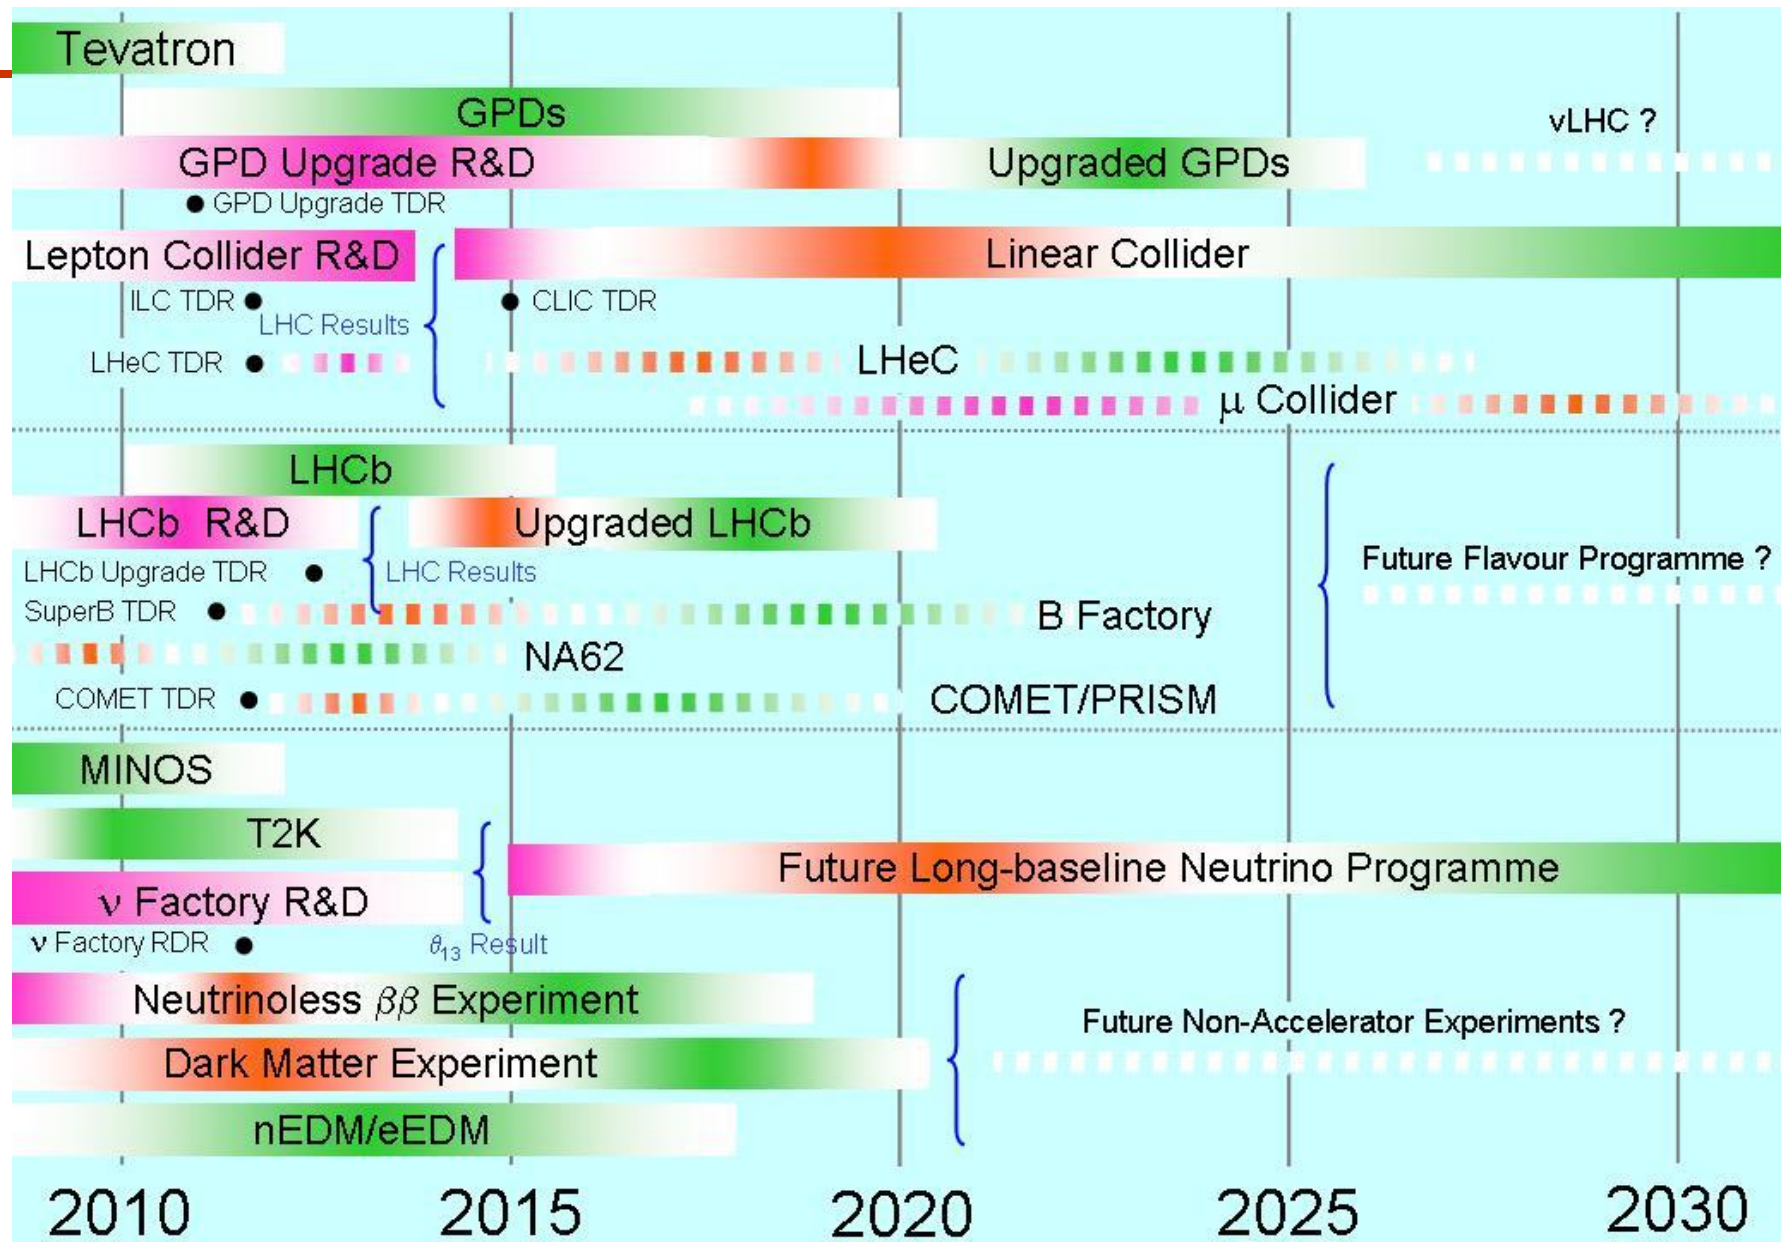 Tevatron
GPDs
vLHC ?
GPD Upgrade R&D
Upgraded GPDs
GPD Upgrade TDR
Lepton Collider R&D
Linear Collider
ILC TDR
CLIC TDR
LHC Results
LHeC TDR
LHeC
μ Collider
LHCb
LHCb R&D
Upgraded LHCb
Future Flavour Programme ?
LHCb Upgrade TDR
LHC Results
SuperB TDR
B Factory
NA62
COMET TDR
COMET/PRISM
MINOS
T2K
Future Long-baseline Neutrino Programme
ν Factory R&D
ν Factory RDR
θ13 Result
Neutrinoless ββ Experiment
Future Non-Accelerator Experiments ?
Dark Matter Experiment
nEDM/eEDM
2010 2015 2020 2025 2030